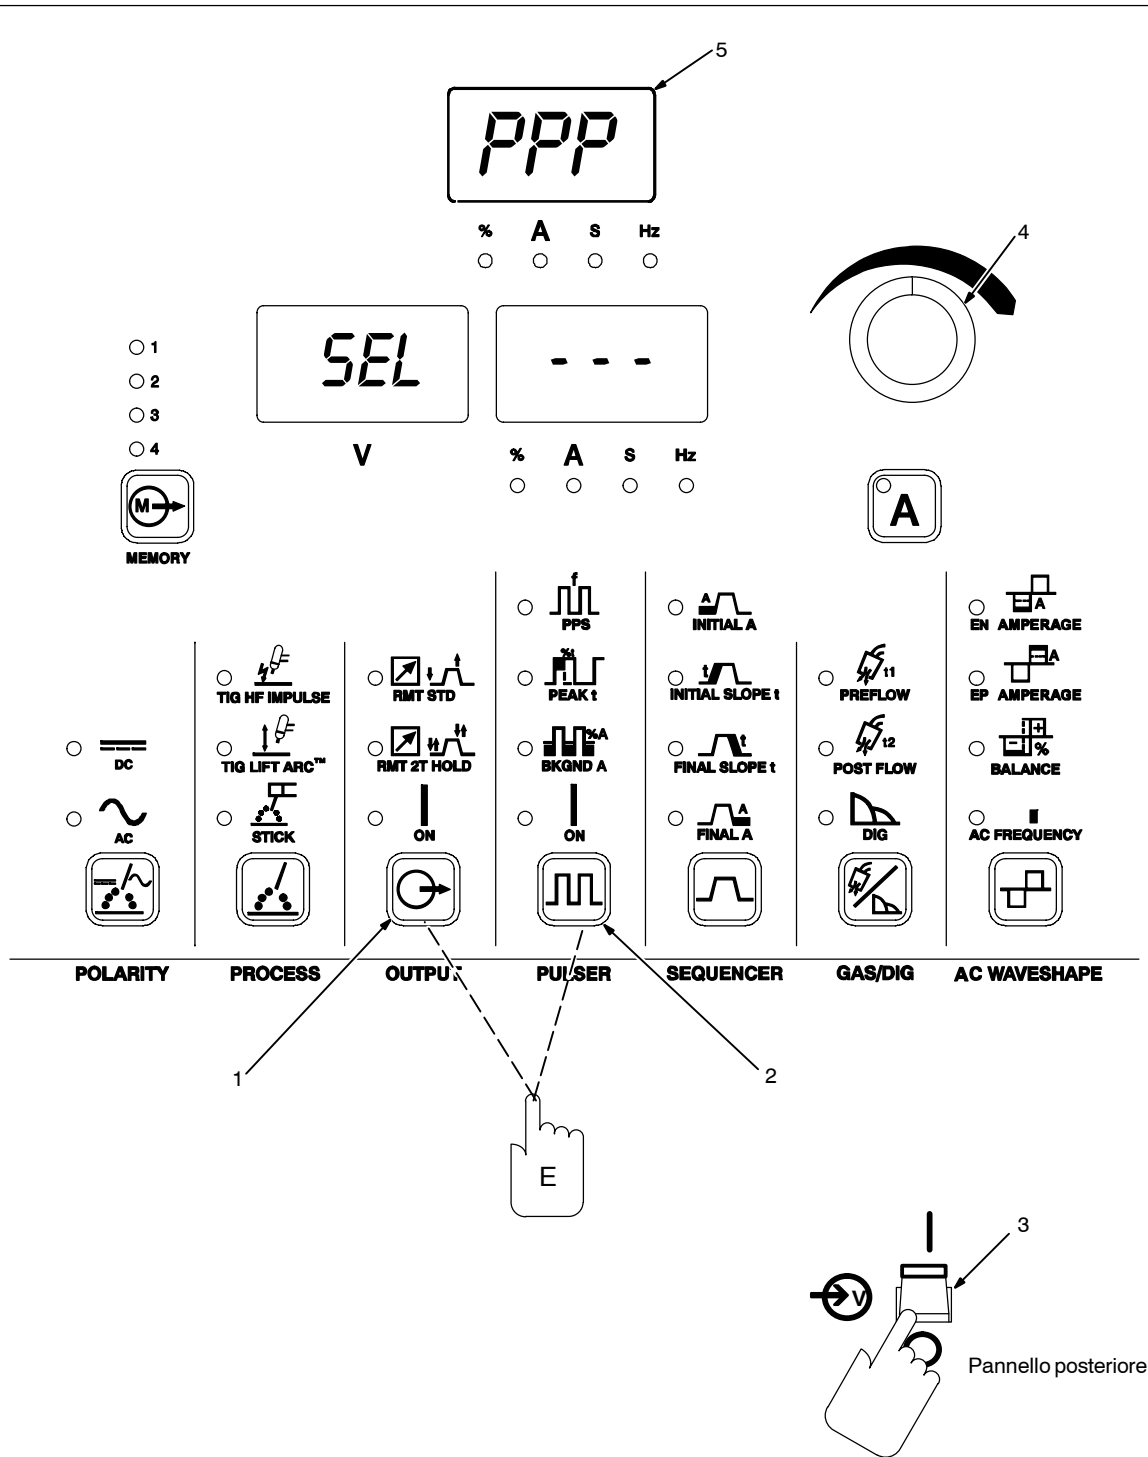 5
PPP
% A S Hz
4
SEL
- - -
1
2
3
4
V
% A S Hz
M
MEMORY
A
f
PPS
A
INITIAL A
A
EN AMPERAGE
TIG HF IMPULSE
RMT STD
%t
PEAK t
t
INITIAL SLOPE t
t1
PREFLOW
A
EP AMPERAGE
DC
TIG LIFT ARC™
RMT 2T HOLD
%A
BKGND A
t
FINAL SLOPE t
t2
POST FLOW
+
- %
BALANCE
AC
STICK
ON
ON
A
FINAL A
DIG
AC FREQUENCY
POLARITY
PROCESS
OUTPUT
PULSER
SEQUENCER
GAS/DIG
AC WAVESHAPE
1
2
E
3
V
Pannello posteriore